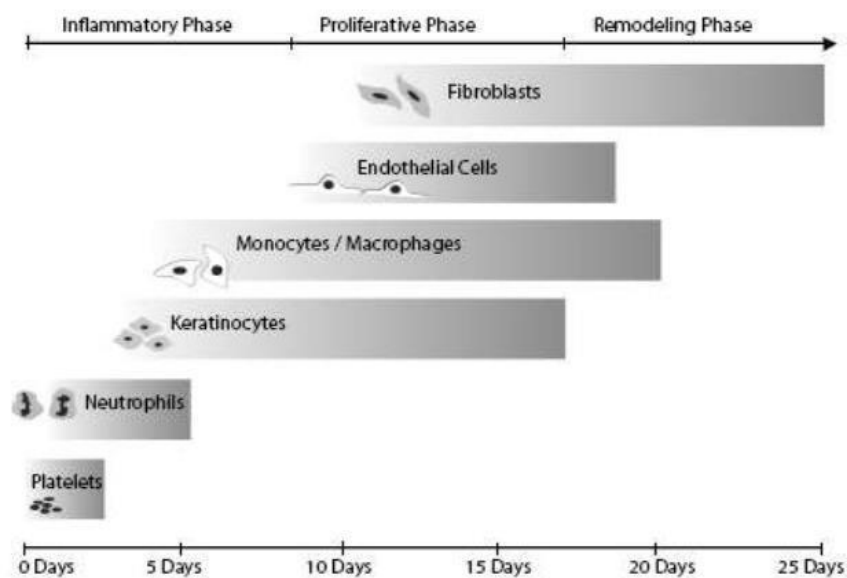 Inflammatory Phase Proliferative Phase Remodeling Phase
Fibroblasts
Endothelial Cells
Monocytes / Macrophages
Keratinocytes
Neutrophils
Platelets
0 Days 5 Days 10 Days 15 Days 20 Days 25 Days